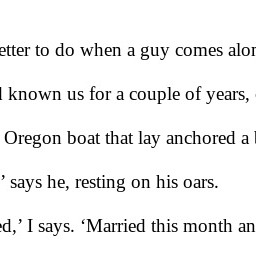 etter to do when a guy comes alon
known us for a couple of years,
Oregon boat that lay anchored a
’ says he, resting on his oars.
ed,’ I says. ‘Married this month an